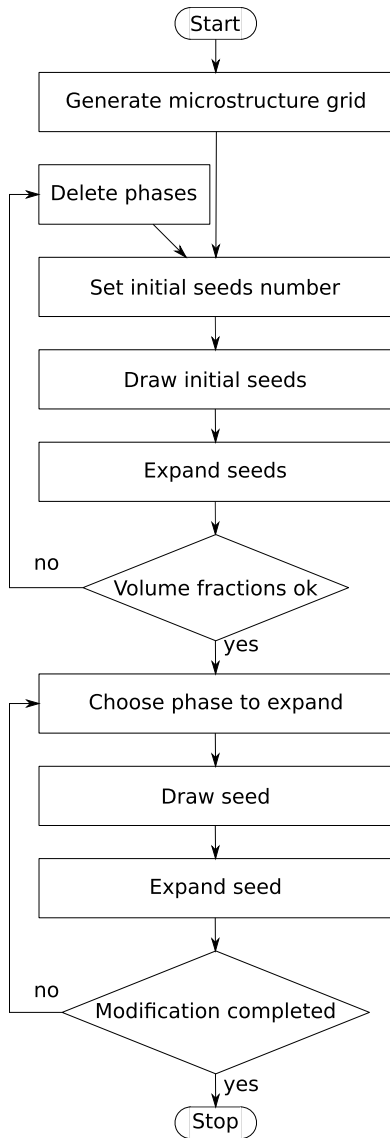 Start
Generate microstructure grid
Delete phases
Set initial seeds number
Draw initial seeds
Expand seeds
no
Volume fractions ok
yes
Choose phase to expand
Draw seed
Expand seed
no
Modification completed
yes
Stop